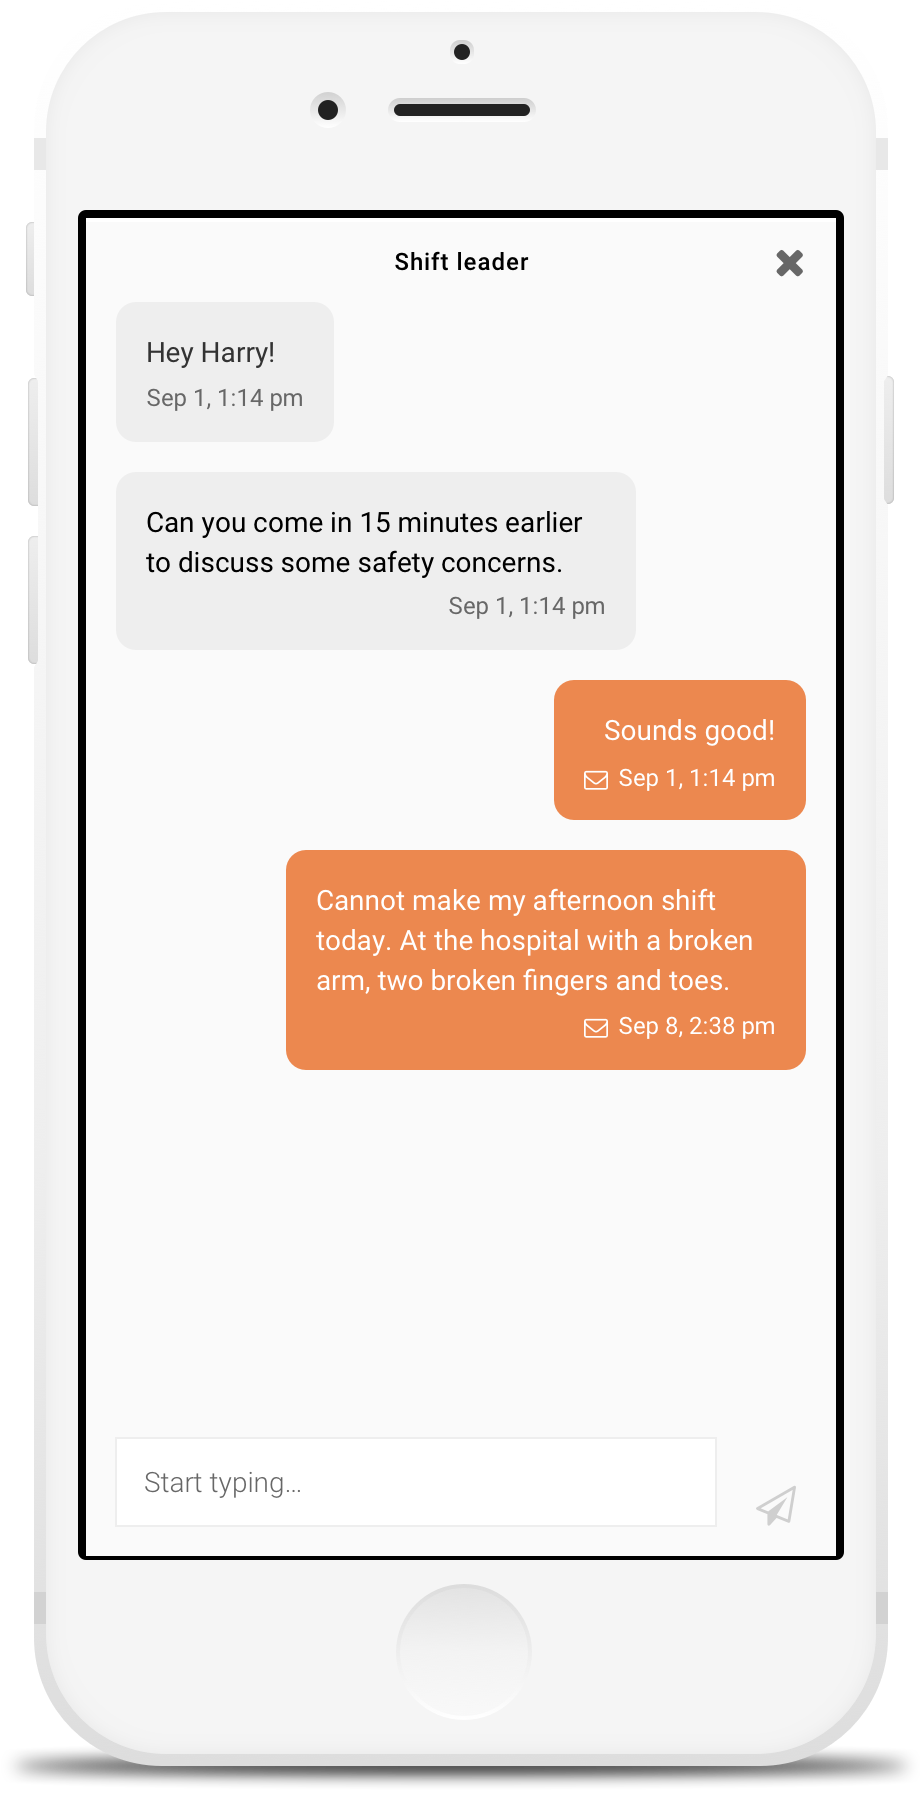 Shift leader
Hey Harry!
Sep 1, 1:14 pm
Can you come in 15 minutes earlier
to discuss some safety concerns.
Sep 1, 1:14 pm
Sounds good!
Sep 1, 1:14 pm
Cannot make my afternoon shift
today. At the hospital with a broken
arm, two broken fingers and toes.
Sep 8, 2:38 pm
Start typing...